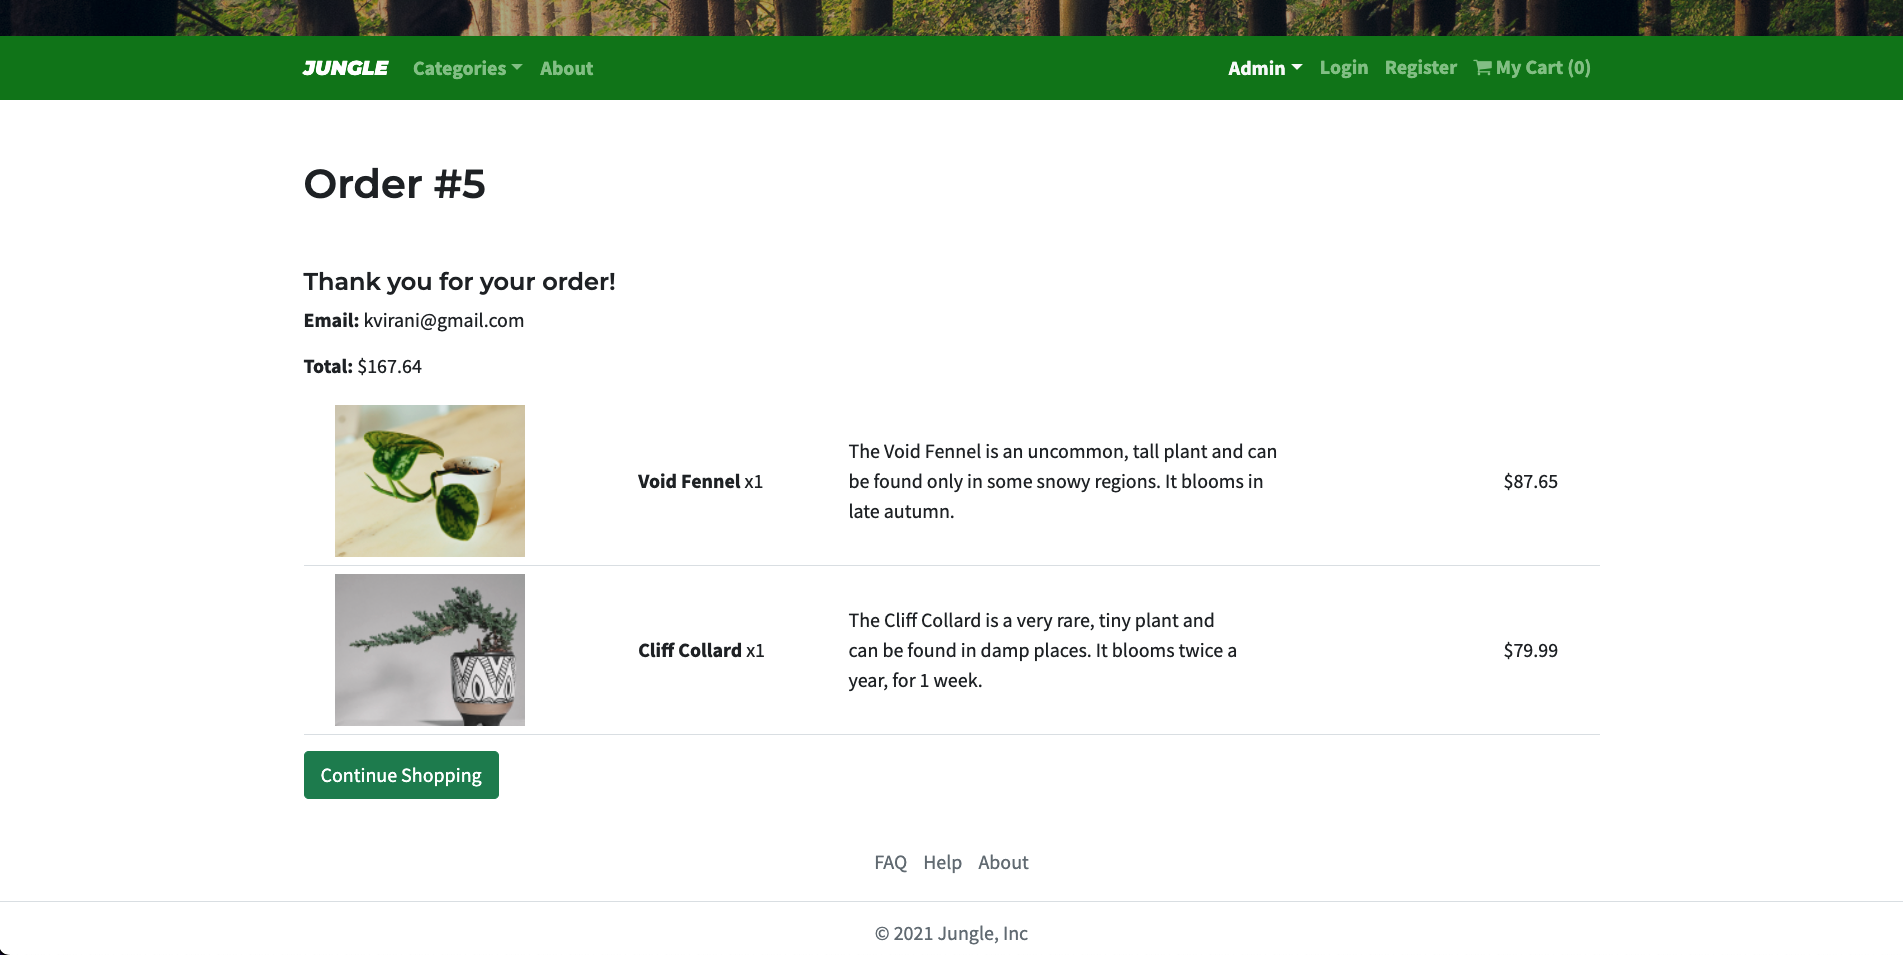 JUNGLE Categories About Admin Login Register My Cart (0)
Order #5
Thank you for your order!
Email: kvirani@gmail.com
Total: $167.64
Void Fennel x1
The Void Fennel is an uncommon, tall plant and can
be found only in some snowy regions. It blooms in
late autumn.
$87.65
Cliff Collard x1
The Cliff Collard is a very rare, tiny plant and
can be found in damp places. It blooms twice a
year, for 1 week.
$79.99
Continue Shopping
FAQ Help About
© 2021 Jungle, Inc